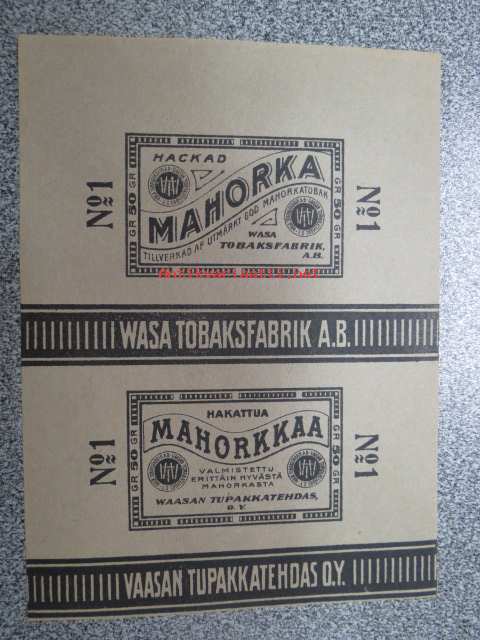 HACKAD
MAHORKA
TILLVERKAD AF UTMÄRKT GOD MAHORKATOBAK
WASA
TOBAKSFABRIK,
A.B.
GR 50 GR
GR 50 GR
№1
№1
WASA TOBAKSFABRIK A.B.
HAKATTUA
MAHORKKAA
VALMISTETTU
ERITTÄIN HYVÄSTÄ
MAHORKASTA
WAASAN TUPAKKATEHDAS,
O.Y.
GR 50 GR
GR 50 GR
№1
№1
VAASAN TUPAKKATEHDAS O.Y.